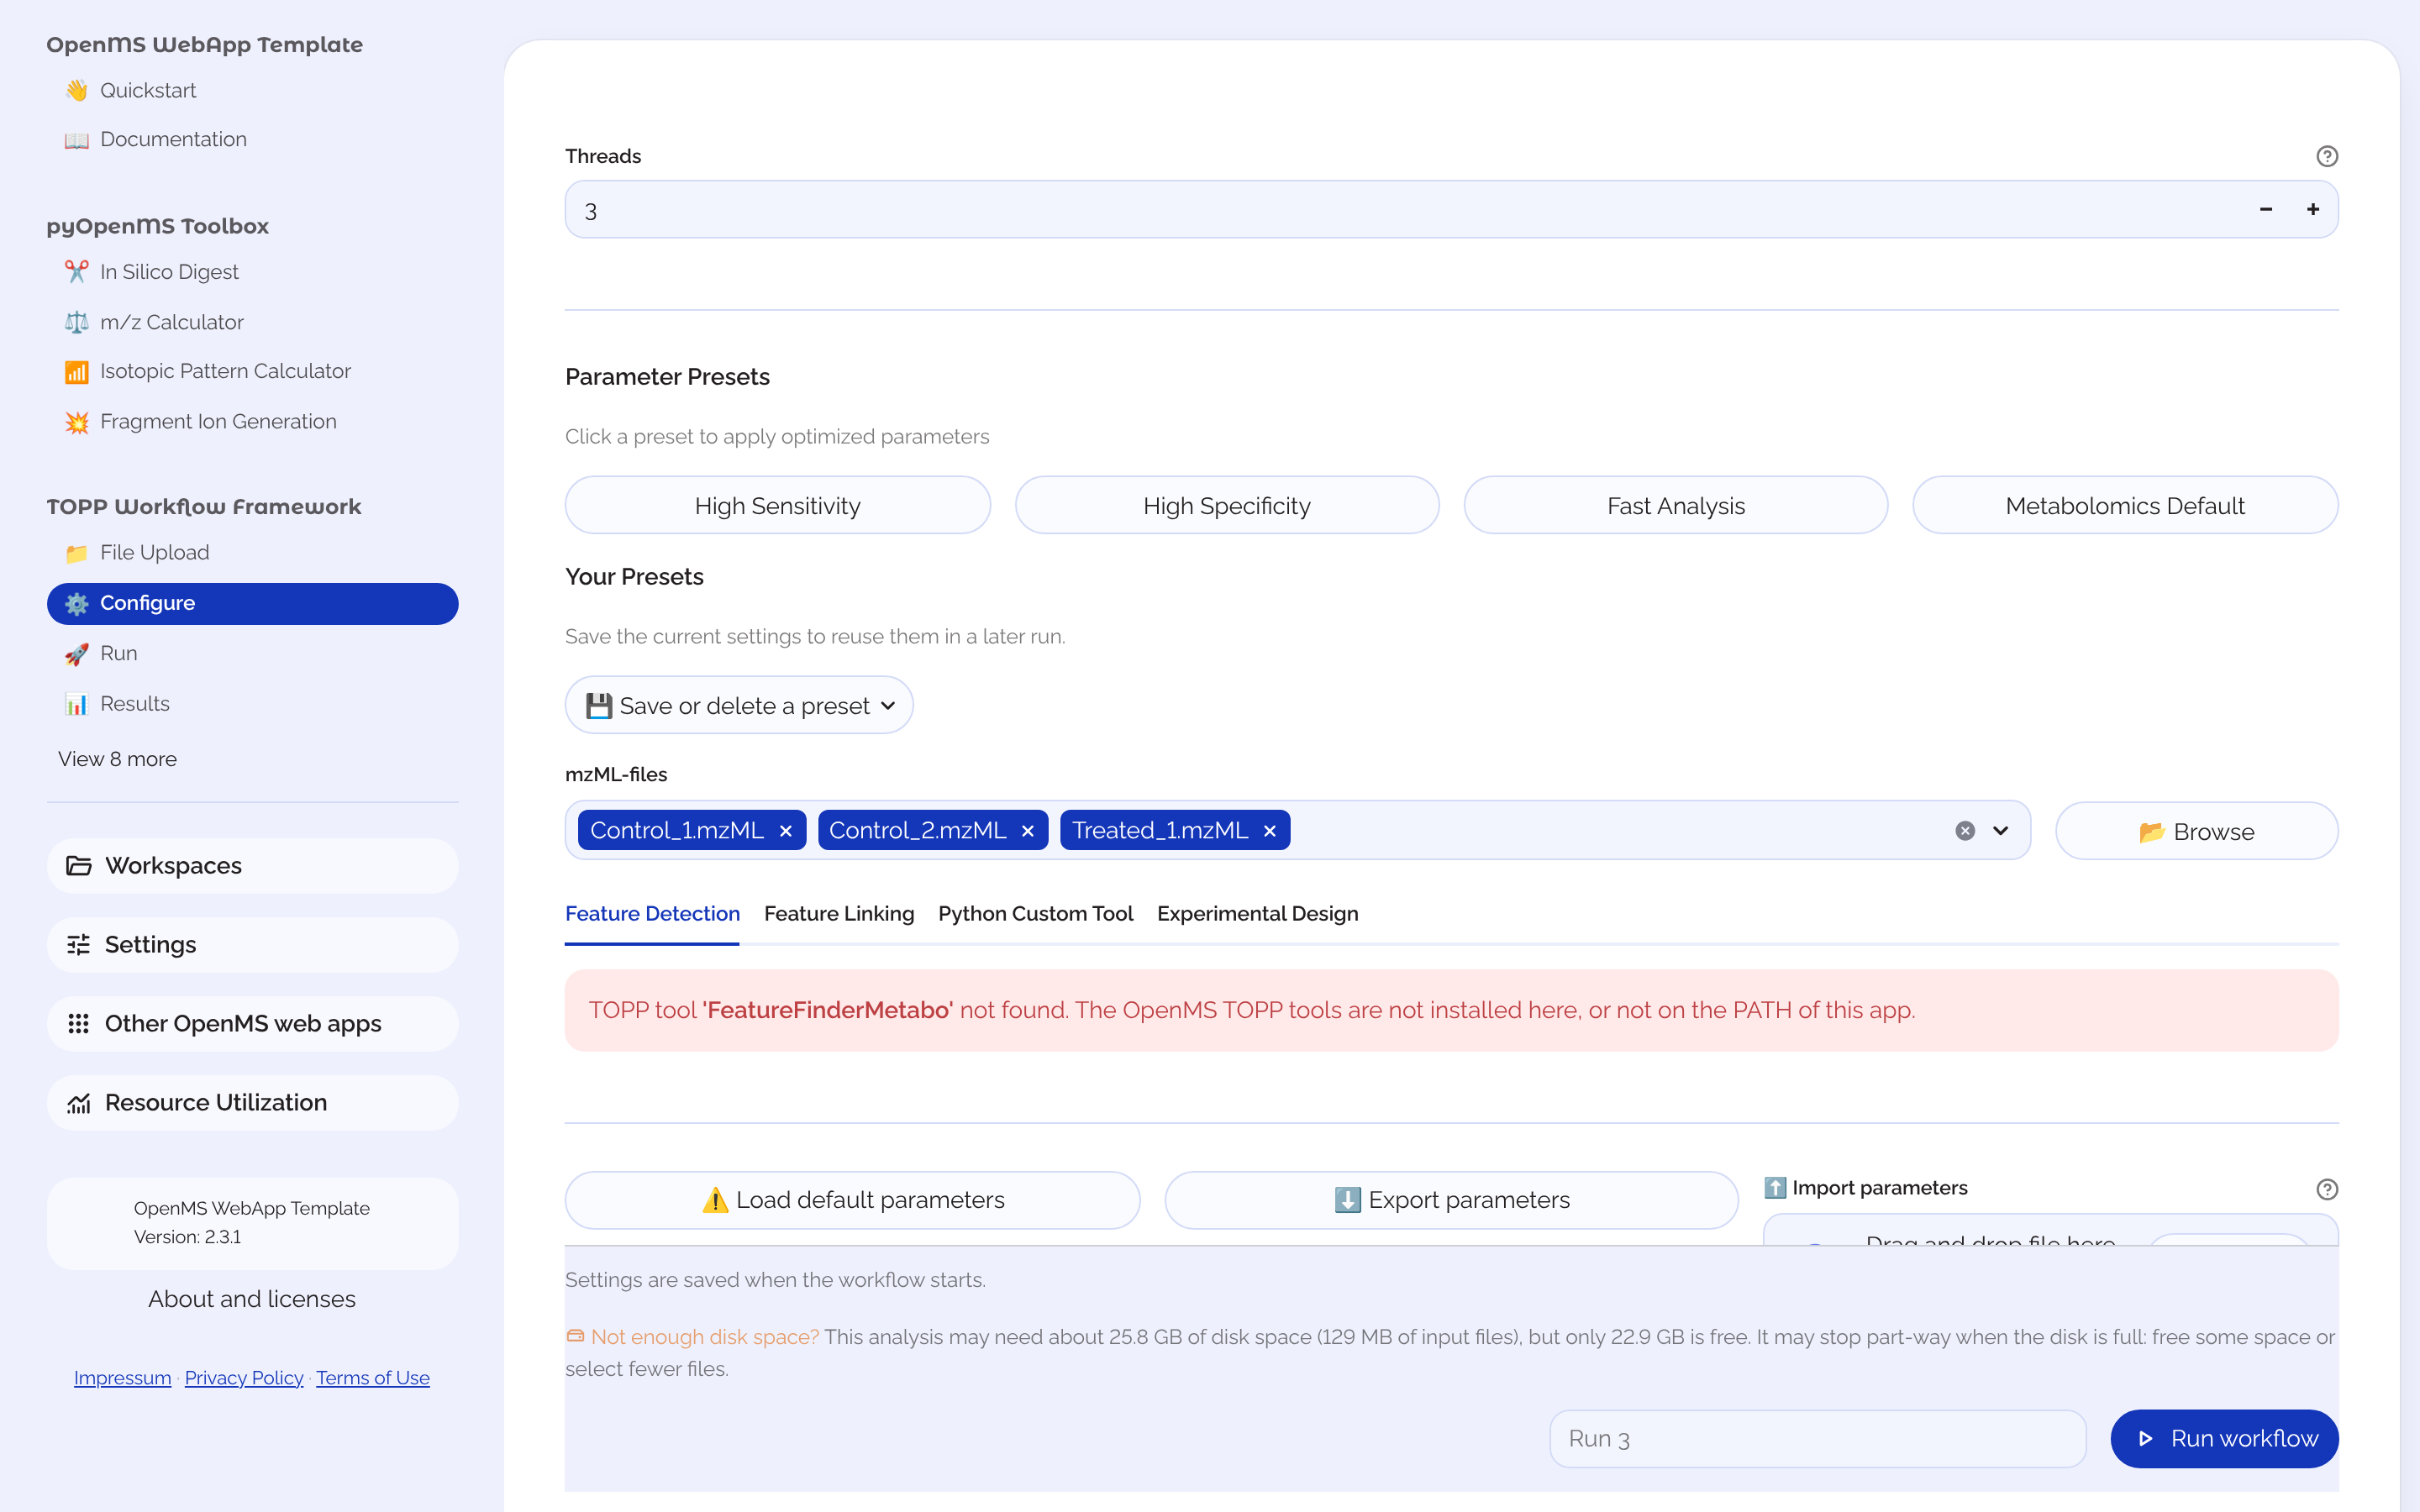 OpenMS WebApp Template
Quickstart
Documentation
pyOpenMS Toolbox
In Silico Digest
m/z Calculator
Isotopic Pattern Calculator
Fragment Ion Generation
TOPP Workflow Framework
File Upload
Configure
Run
Results
View 8 more
Workspaces
Settings
Other OpenMS web apps
Resource Utilization
OpenMS WebApp Template
Version: 2.3.1
About and licenses
Impressum · Privacy Policy · Terms of Use
Threads
3
Parameter Presets
Click a preset to apply optimized parameters
High Sensitivity
High Specificity
Fast Analysis
Metabolomics Default
Your Presets
Save the current settings to reuse them in a later run.
Save or delete a preset
mzML-files
Control_1.mzML
Control_2.mzML
Treated_1.mzML
Browse
Feature Detection
Feature Linking
Python Custom Tool
Experimental Design
TOPP tool 'FeatureFinderMetabo' not found. The OpenMS TOPP tools are not installed here, or not on the PATH of this app.
Load default parameters
Export parameters
Import parameters
Drag and drop file here
Settings are saved when the workflow starts.
Not enough disk space? This analysis may need about 25.8 GB of disk space (129 MB of input files), but only 22.9 GB is free. It may stop part-way when the disk is full: free some space or
select fewer files.
Run 3
Run workflow